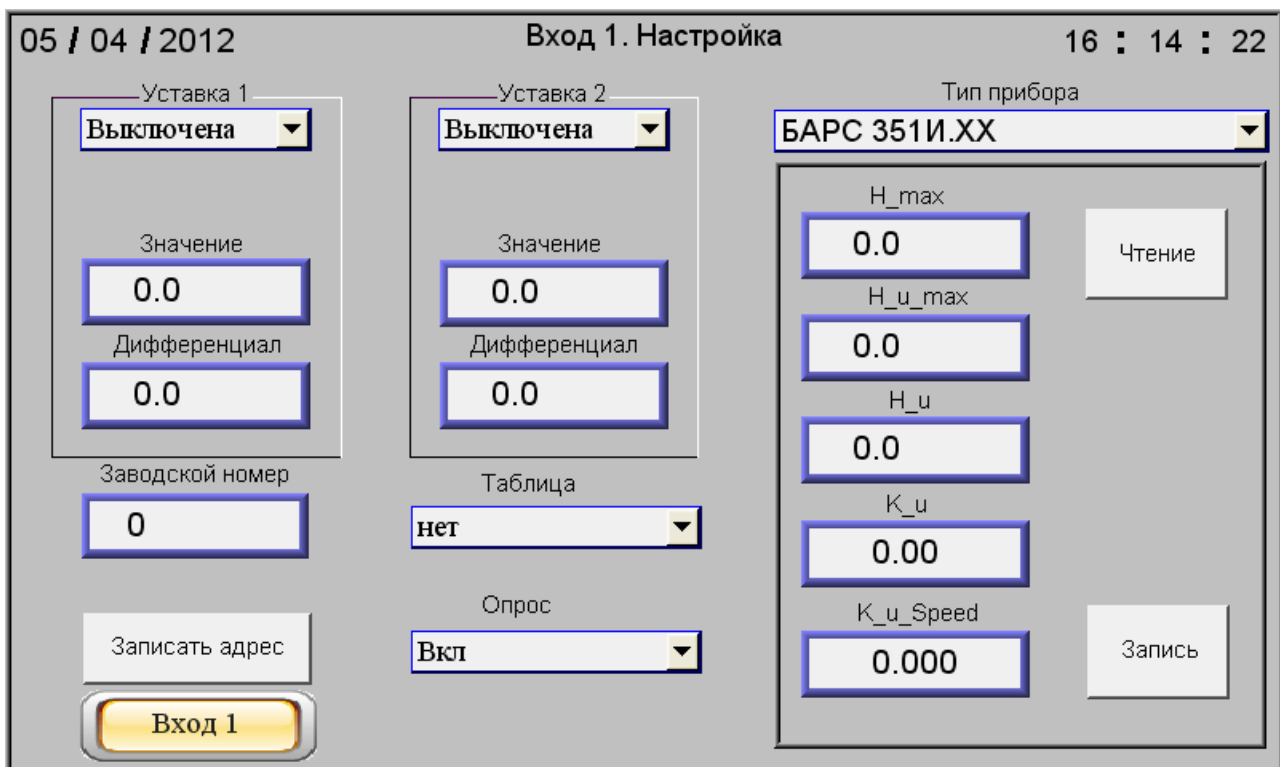 05 / 04 / 2012
Вход 1. Настройка
16 : 14 : 22
Уставка 1
Выключена
Значение
0.0
Дифференциал
0.0
Заводской номер
0
Записать адрес
Вход 1
Уставка 2
Выключена
Значение
0.0
Дифференциал
0.0
Таблица
нет
Опрос
Вкл
Тип прибора
БАРС 351И.ХХ
H_max
0.0
H_u_max
0.0
H_u
0.0
K_u
0.00
K_u_Speed
0.000
Чтение
Запись